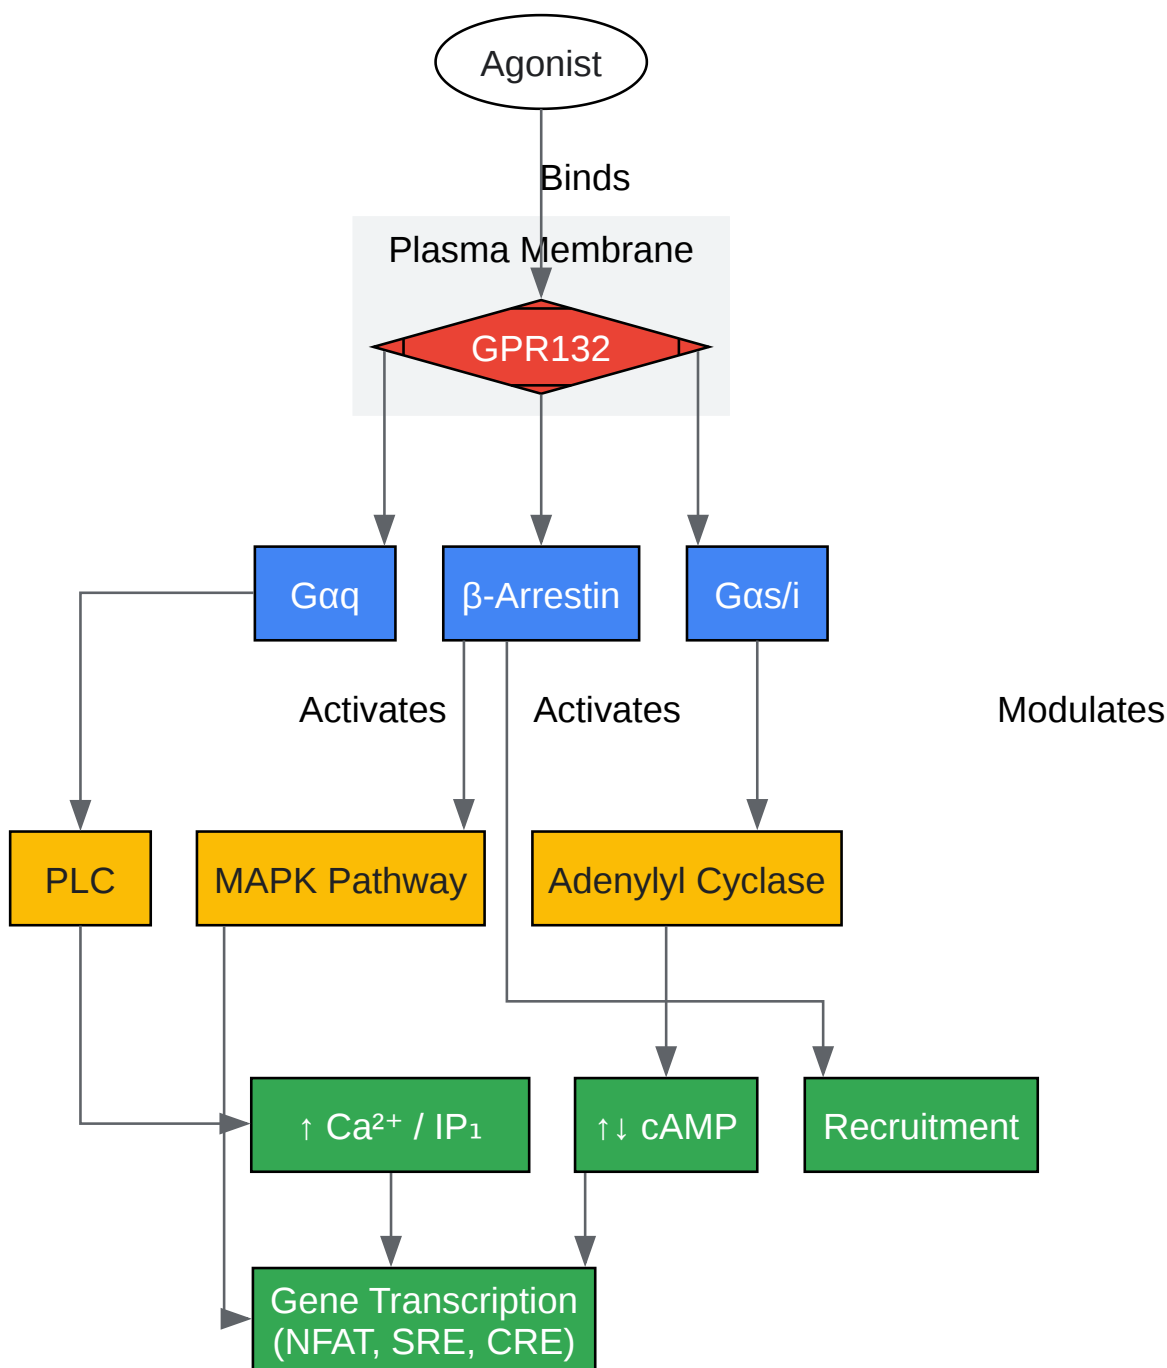 Agonist
Binds
Plasma Membrane
GPR132
Gαq
β-Arrestin
Gαs/i
Activates
Activates
Modulates
PLC
MAPK Pathway
Adenylyl Cyclase
↑ Ca²⁺ / IP₁
↑↓ cAMP
Recruitment
Gene Transcription
(NFAT, SRE, CRE)